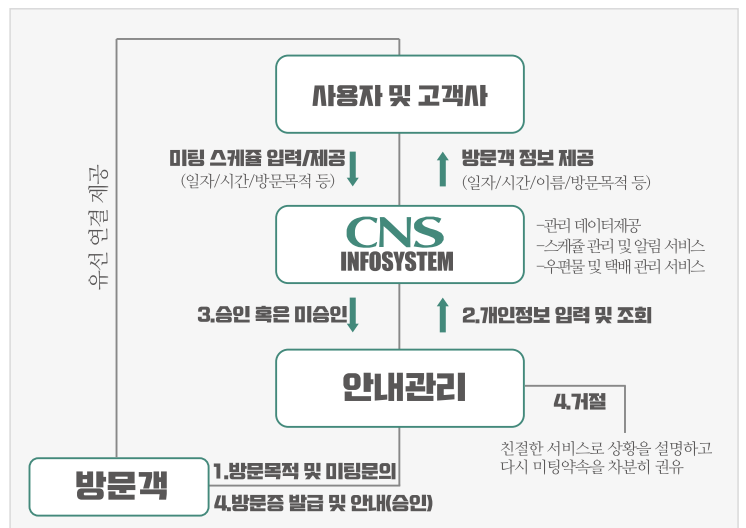 사용자 및 고객사
미팅 스케쥴 입력/제공
(일자/시간/방문목적 등)
방문객 정보 제공
(일자/시간/이름/방문목적 등)
유선 연결 제공
CNS
INFOSYSTEM
-관리 데이터제공
-스케쥴 관리 및 알림 서비스
-우편물 및 택배 관리 서비스
3.승인 혹은 미승인
2.개인정보 입력 및 조회
안내관리
4.거절
친절한 서비스로 상황을 설명하고
다시 미팅약속을 차분히 권유
방문객
1.방문목적 및 미팅문의
4.방문증 발급 및 안내(승인)